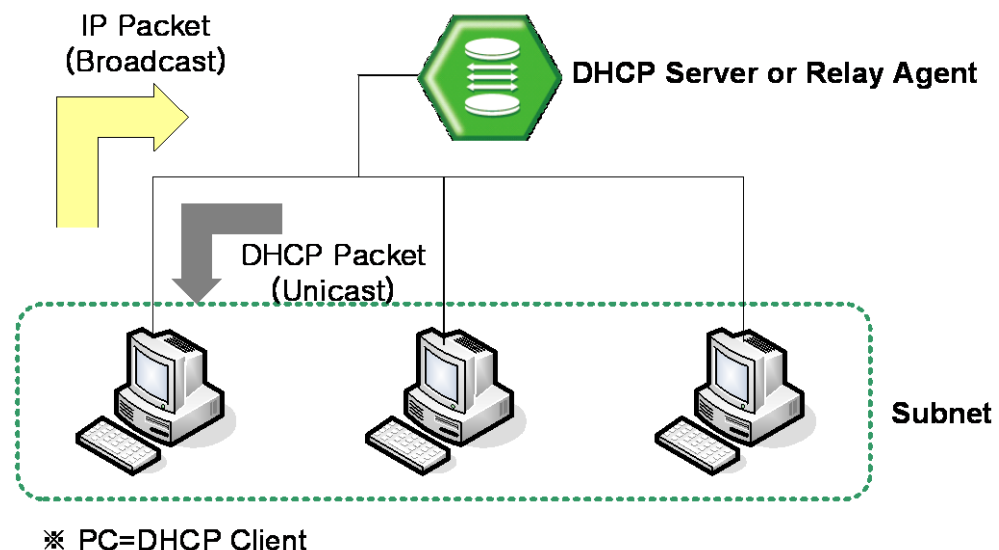 IP Packet
(Broadcast)
DHCP Server or Relay Agent
DHCP Packet
(Unicast)
Subnet
※ PC=DHCP Client